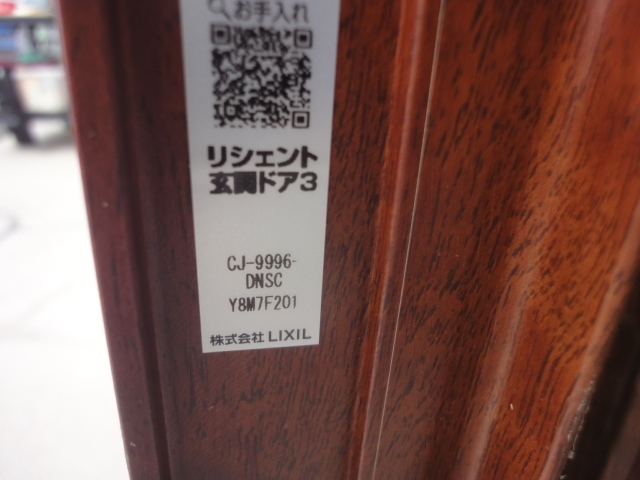 お手入れ
リシェント
玄関ドア3
CJ-9996-
DNSC
Y8M7F201
株式会社 LIXIL